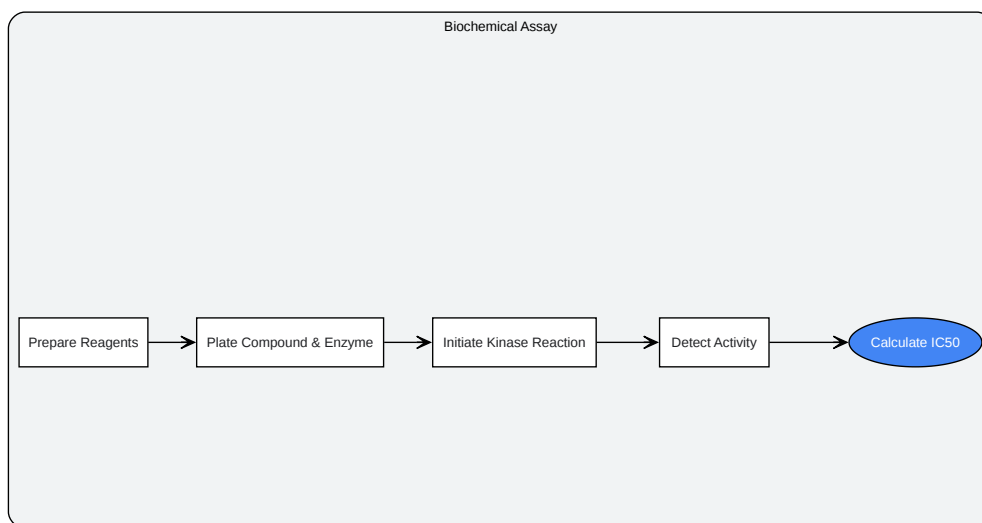 Biochemical Assay
Prepare Reagents
Plate Compound & Enzyme
Initiate Kinase Reaction
Detect Activity
Calculate IC50